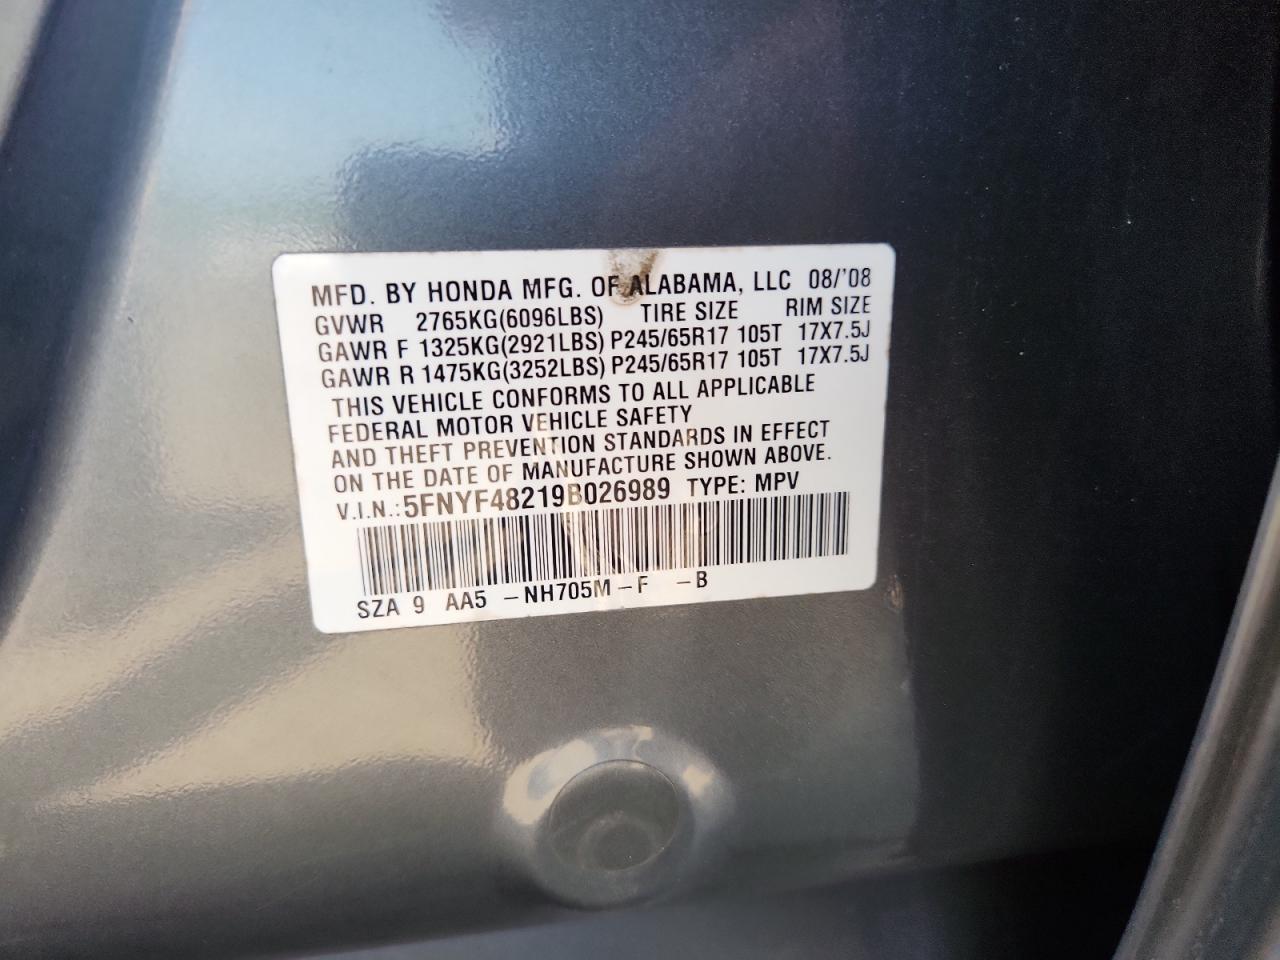 MFD. BY HONDA MFG. OF ALABAMA, LLC 08/'08
GVWR 2765KG(6096LBS) TIRE SIZE RIM SIZE
GAWR F 1325KG(2921LBS) P245/65R17 105T 17X7.5J
GAWR R 1475KG(3252LBS) P245/65R17 105T 17X7.5J
THIS VEHICLE CONFORMS TO ALL APPLICABLE
FEDERAL MOTOR VEHICLE SAFETY
AND THEFT PREVENTION STANDARDS IN EFFECT
ON THE DATE OF MANUFACTURE SHOWN ABOVE.
V.I.N.:5FNYF48219B026989 TYPE: MPV
SZA 9 AA5 -NH705M-F -B